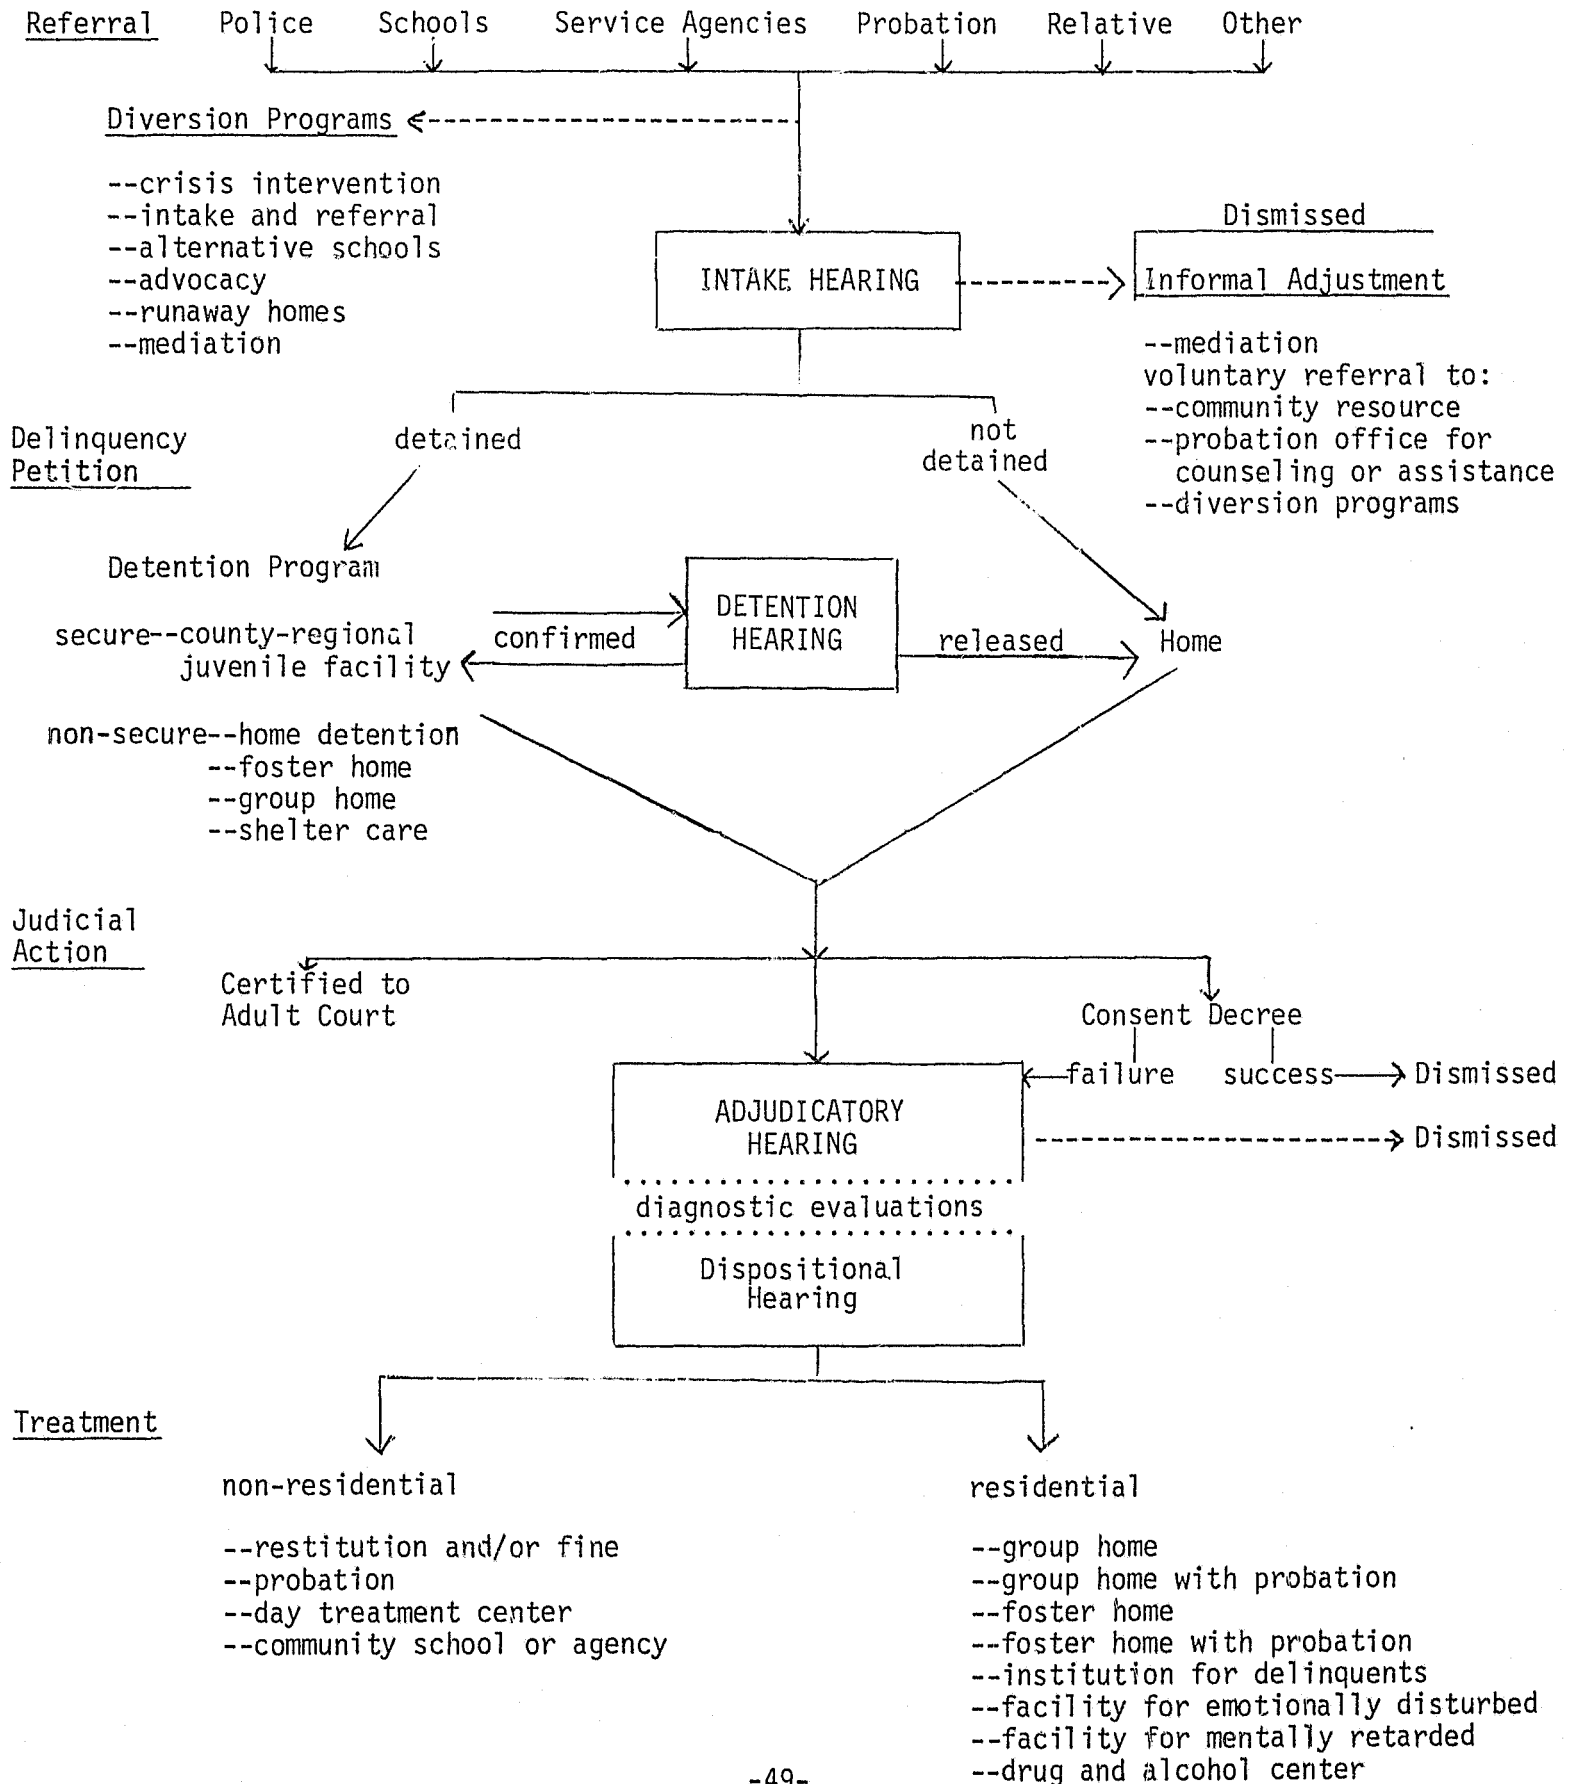 Referral Police Schools Service Agencies Probation Relative Other
Diversion Programs
--crisis intervention
--intake and referral
--alternative schools
--advocacy
--runaway homes
--mediation
INTAKE HEARING
Dismissed
Informal Adjustment
--mediation
voluntary referral to:
--community resource
--probation office for
counseling or assistance
--diversion programs
Delinquency
Petition
detained
not
detained
Detention Program
secure--county-regional
juvenile facility
non-secure--home detention
--foster home
--group home
--shelter care
confirmed
DETENTION
HEARING
released
Home
Judicial
Action
Certified to
Adult Court
Consent Decree
failure success Dismissed
ADJUDICATORY
HEARING
Dismissed
diagnostic evaluations
Dispositional
Hearing
Treatment
non-residential
--restitution and/or fine
--probation
--day treatment center
--community school or agency
residential
--group home
--group home with probation
--foster home
--foster home with probation
--institution for delinquents
--facility for emotionally disturbed
--facility for mentally retarded
--drug and alcohol center
-49-